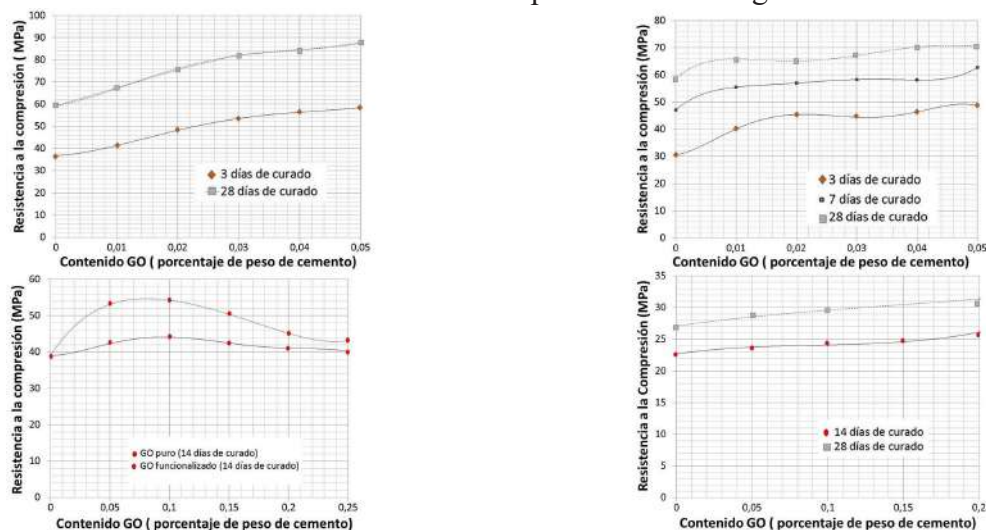 Resistencia a la compresión ( MPa)
100
90
80
70
60
50
40
30
20
10
0
3 días de curado
28 días de curado
0 0,01 0,02 0,03 0,04 0,05
Contenido GO ( porcentaje de peso de cemento)
Resistencia a la compresión (MPa)
80
70
60
50
40
30
20
10
0
3 días de curado
7 días de curado
28 días de curado
0 0,01 0,02 0,03 0,04 0,05
Contenido GO ( porcentaje de peso de cemento)
Resistencia a la compresión (MPa)
60
50
40
30
20
10
0
GO puro (14 días de curado)
GO funcionalizado (14 días de curado)
0 0,05 0,1 0,15 0,2 0,25
Contenido GO ( porcentaje de peso de cemento)
Resistencia a la Compresión (MPa)
35
30
25
20
15
10
5
0
14 días de curado
28 días de curado
0 0,05 0,1 0,15 0,2
Contenido GO ( porcentaje de peso de cemento)